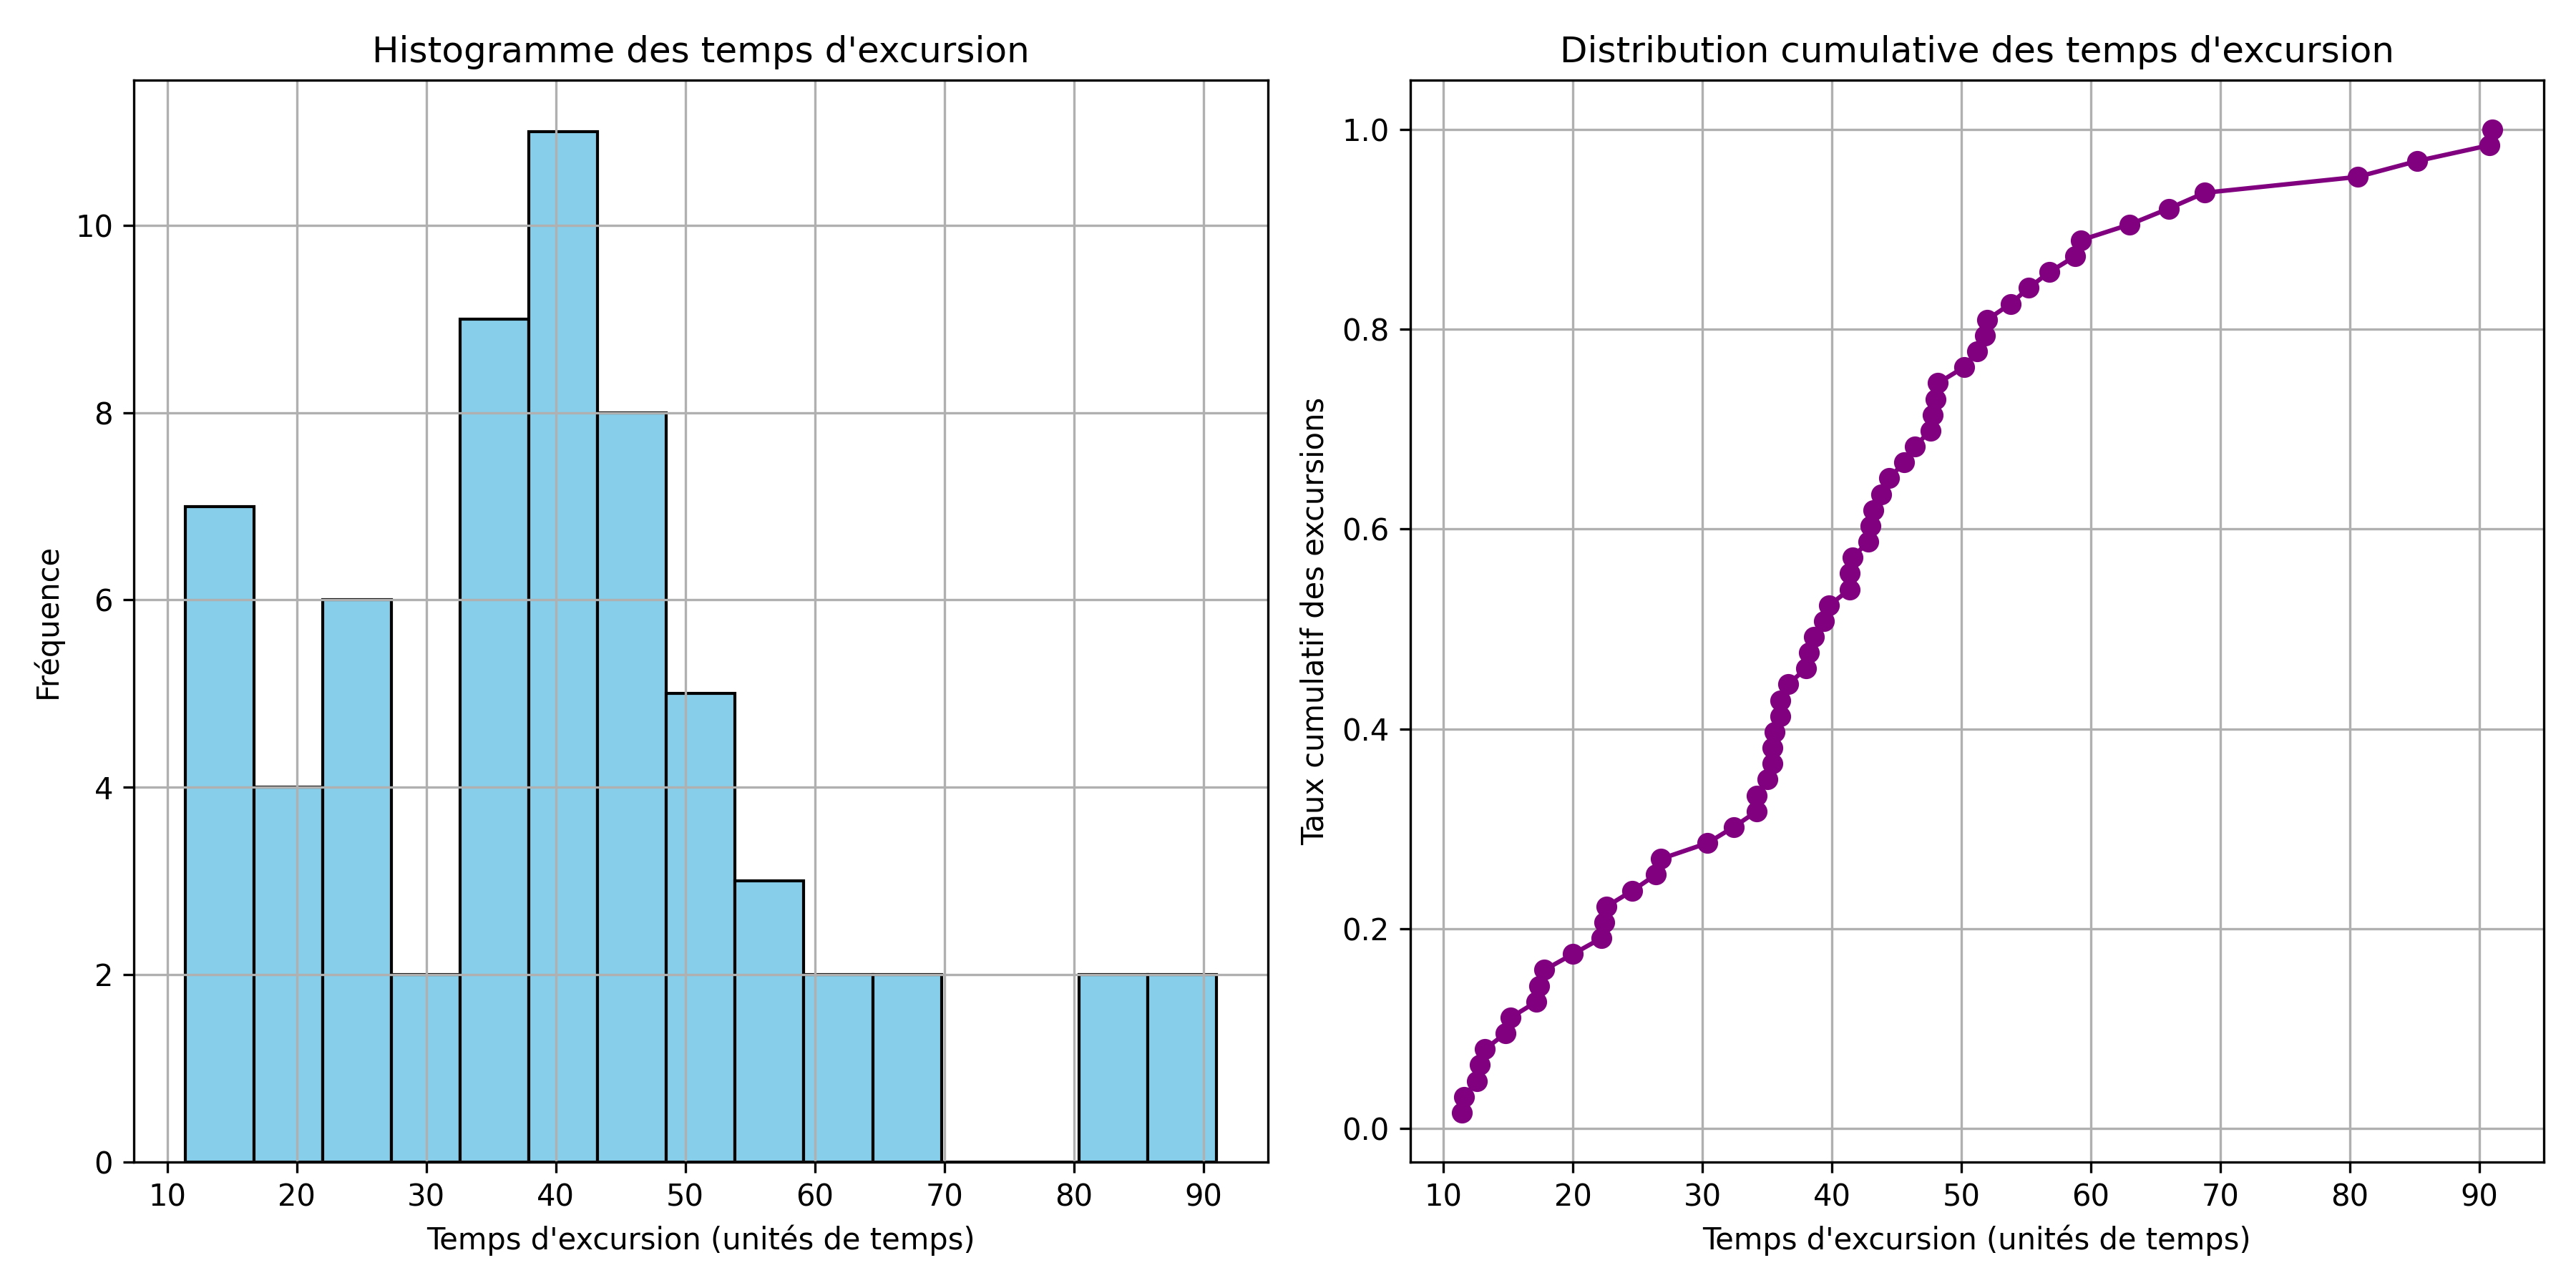 Histogramme des temps d'excursion
Fréquence
10
8
6
4
2
0
10 20 30 40 50 60 70 80 90
Temps d'excursion (unités de temps)
Distribution cumulative des temps d'excursion
Taux cumulatif des excursions
1.0
0.8
0.6
0.4
0.2
0.0
10 20 30 40 50 60 70 80 90
Temps d'excursion (unités de temps)